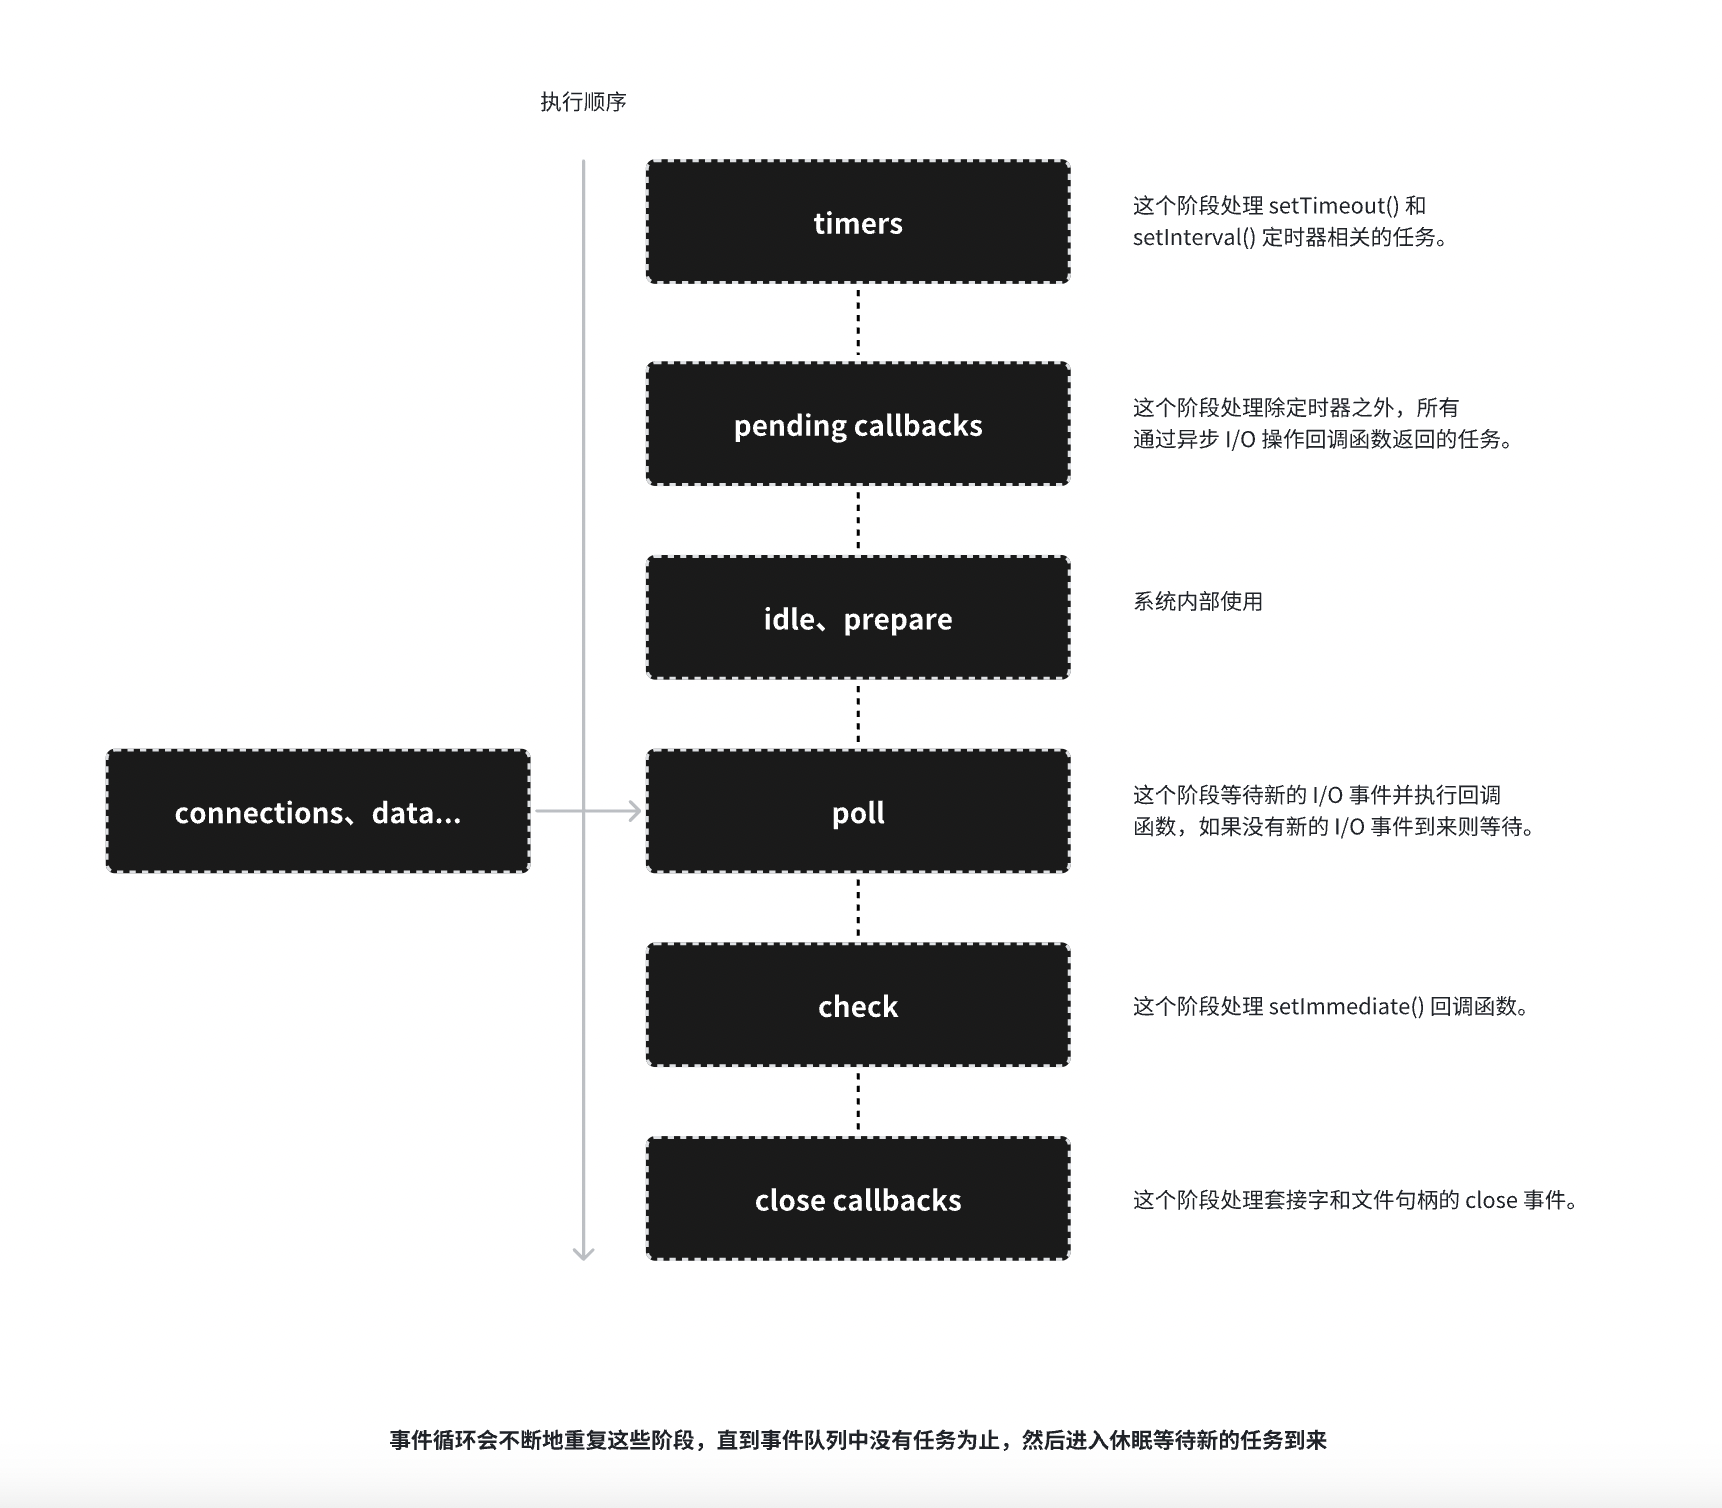 执行顺序
timers
这个阶段处理 setTimeout() 和
setInterval() 定时器相关的任务。
pending callbacks
这个阶段处理除定时器之外，所有
通过异步 I/O 操作回调函数返回的任务。
idle、prepare
系统内部使用
connections、data...
poll
这个阶段等待新的 I/O 事件并执行回调
函数，如果没有新的 I/O 事件到来则等待。
check
这个阶段处理 setImmediate() 回调函数。
close callbacks
这个阶段处理套接字和文件句柄的 close 事件。
事件循环会不断地重复这些阶段，直到事件队列中没有任务为止，然后进入休眠等待新的任务到来